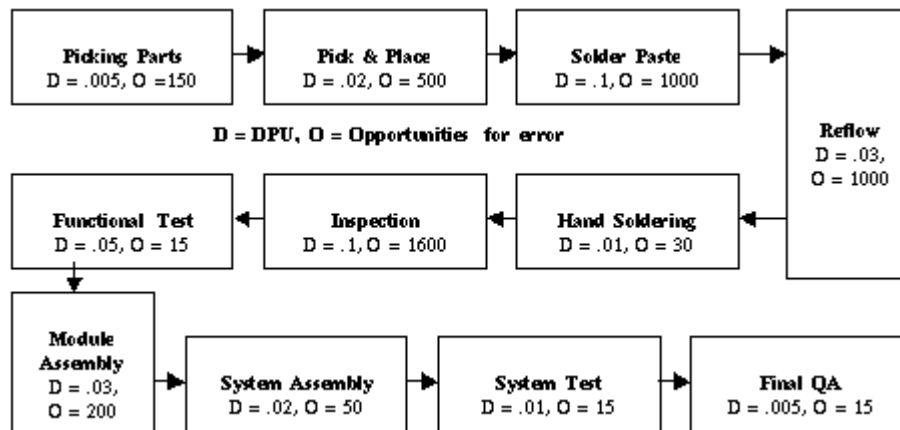 Picking Parts
D = .005, O =150
Pick & Place
D = .02, O = 500
Solder Paste
D = .1, O = 1000
D = DPU, O = Opportunities for error
Reflow
D = .03,
O = 1000
Hand Soldering
D = .01, O = 30
Inspection
D = .1, O = 1600
Functional Test
D = .05, O = 15
Module
Assembly
D = .03,
O = 200
System Assembly
D = .02, O = 50
System Test
D = .01, O = 15
Final QA
D = .005, O = 15